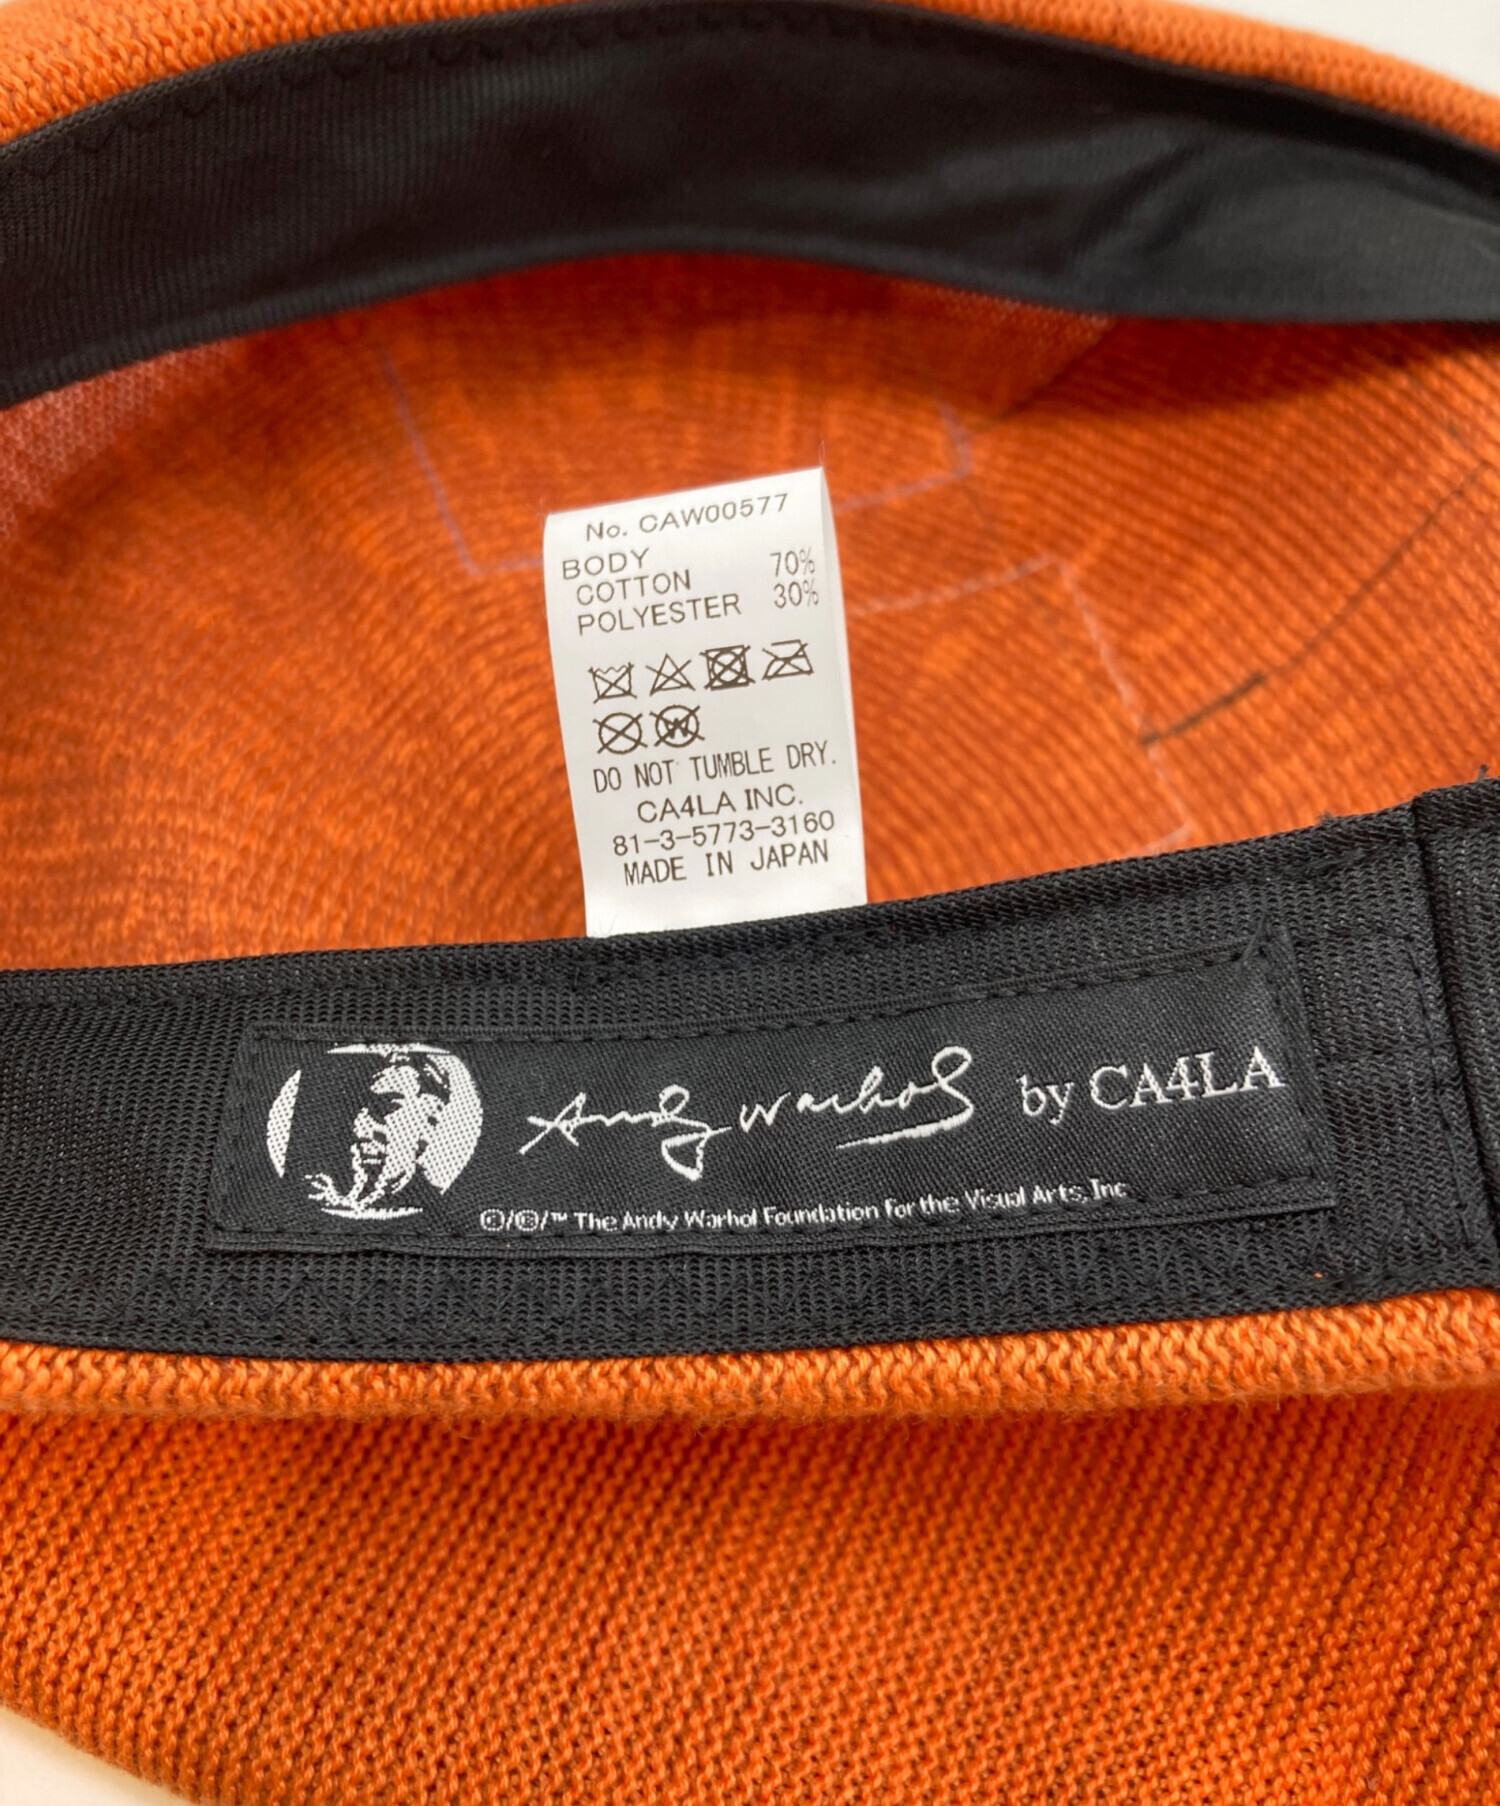 No. CAW00577
BODY
COTTON 70%
POLYESTER 30%
W
DO NOT TUMBLE DRY.
CA4LA INC.
81-3-5773-3160
MADE IN JAPAN
Andy Warhol by CA4LA
©/®/™ The Andy Warhol Foundation for the Visual Arts, Inc